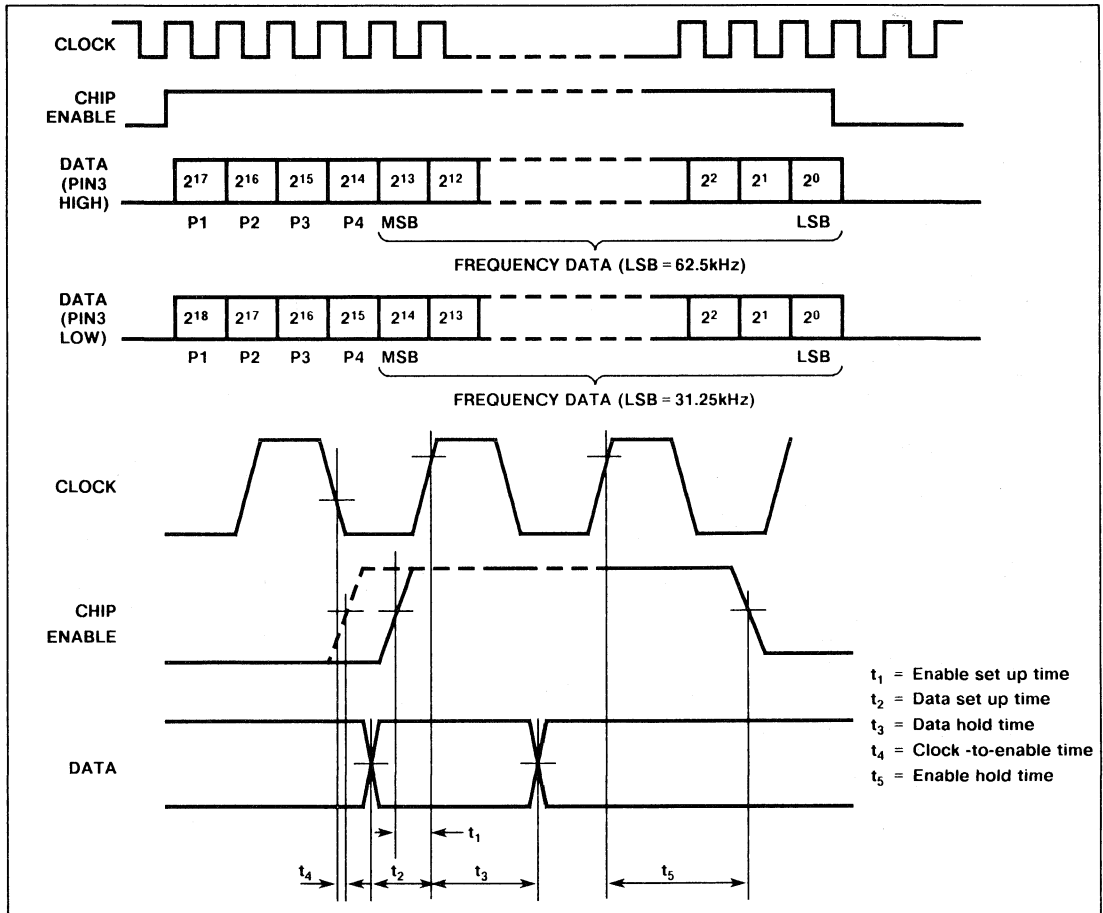 CLOCK
CHIP
ENABLE
DATA
(PIN3
HIGH)
2¹⁷ 2¹⁶ 2¹⁵ 2¹⁴ 2¹³ 2¹² 2² 2¹ 2⁰
P1 P2 P3 P4 MSB LSB
FREQUENCY DATA (LSB = 62.5kHz)
DATA
(PIN3
LOW)
2¹⁸ 2¹⁷ 2¹⁶ 2¹⁵ 2¹⁴ 2¹³ 2² 2¹ 2⁰
P1 P2 P3 P4 MSB LSB
FREQUENCY DATA (LSB = 31.25kHz)
CLOCK
CHIP
ENABLE
t₁ = Enable set up time
t₂ = Data set up time
t₃ = Data hold time
t₄ = Clock -to-enable time
t₅ = Enable hold time
DATA
t₁
t₄ t₂ t₃ t₅